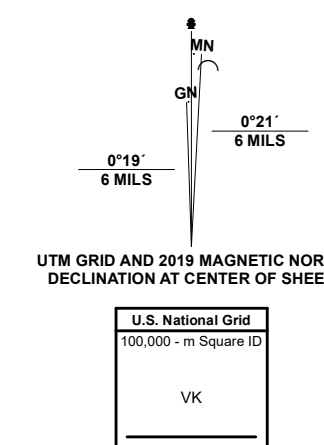 MN
GN
0°21´
6 MILS
0°19´
6 MILS
UTM GRID AND 2019 MAGNETIC NOR
DECLINATION AT CENTER OF SHEE
U.S. National Grid
100,000 - m Square ID
VK